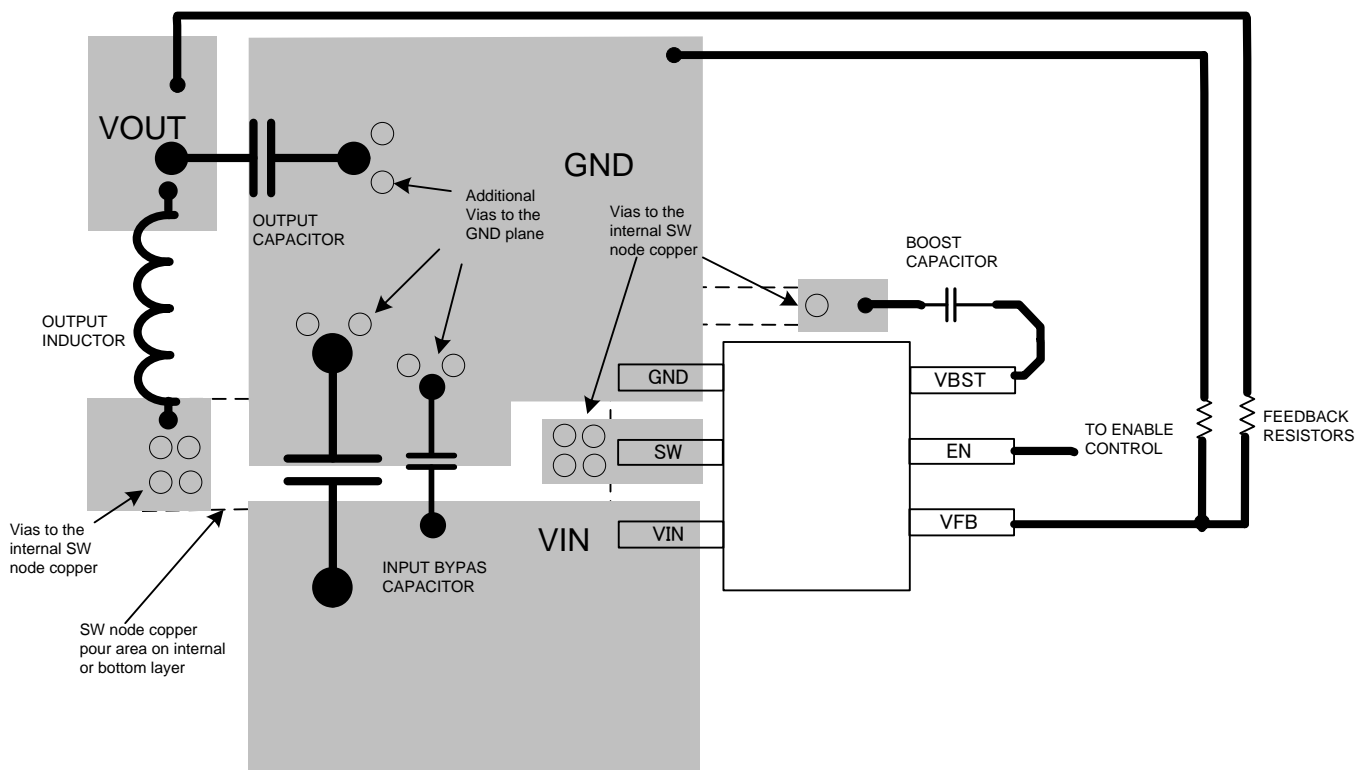 VOUT
GND
Additional
Vias to the
GND plane
Vias to the
internal SW
node copper
OUTPUT
CAPACITOR
BOOST
CAPACITOR
OUTPUT
INDUCTOR
GND
VBST
TO ENABLE
CONTROL
FEEDBACK
RESISTORS
SW
EN
Vias to the
internal SW
node copper
VIN
VIN
VFB
INPUT BYPAS
CAPACITOR
SW node copper
pour area on internal
or bottom layer